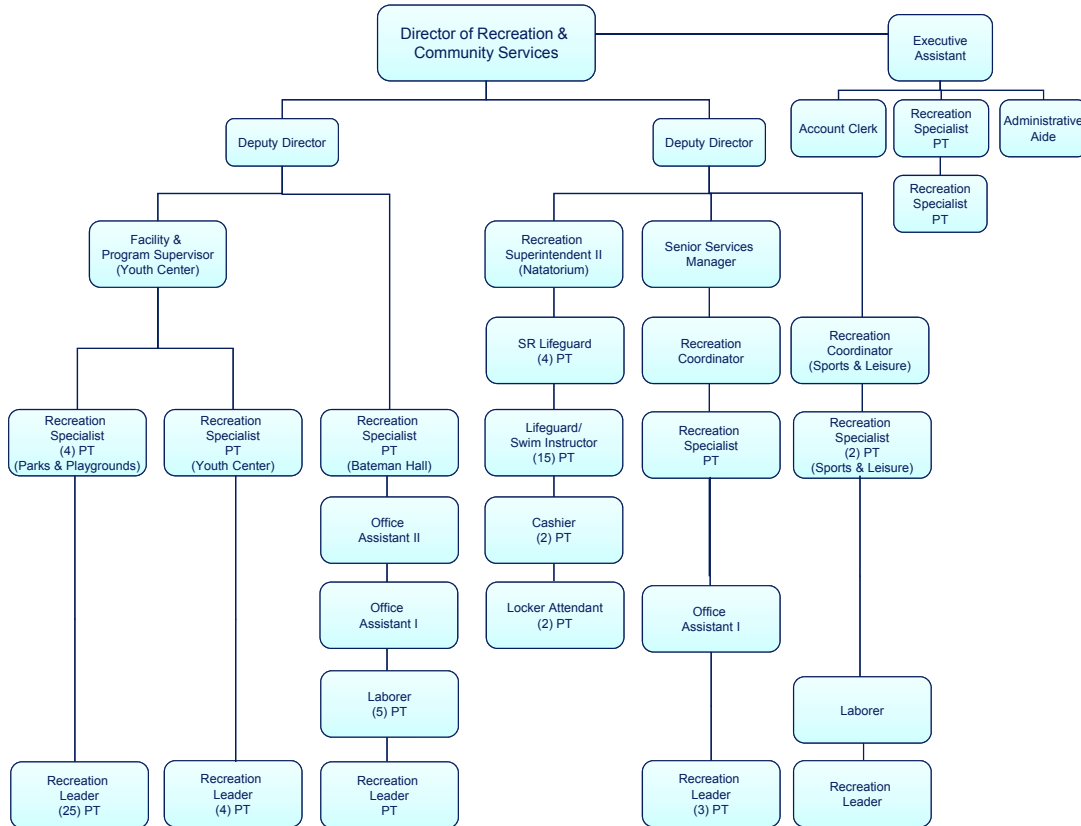 Director of Recreation &
Community Services
Executive
Assistant
Account Clerk
Recreation
Specialist
PT
Administrative
Aide
Recreation
Specialist
PT
Deputy Director
Deputy Director
Facility &
Program Supervisor
(Youth Center)
Recreation
Superintendent II
(Natatorium)
Senior Services
Manager
SR Lifeguard
(4) PT
Recreation
Coordinator
Recreation
Coordinator
(Sports & Leisure)
Recreation
Specialist
(4) PT
(Parks & Playgrounds)
Recreation
Specialist
PT
(Youth Center)
Recreation
Specialist
PT
(Bateman Hall)
Lifeguard/
Swim Instructor
(15) PT
Recreation
Specialist
PT
Recreation
Specialist
(2) PT
(Sports & Leisure)
Office
Assistant II
Cashier
(2) PT
Office
Assistant I
Locker Attendant
(2) PT
Office
Assistant I
Laborer
(5) PT
Laborer
Recreation
Leader
(25) PT
Recreation
Leader
(4) PT
Recreation
Leader
PT
Recreation
Leader
(3) PT
Recreation
Leader